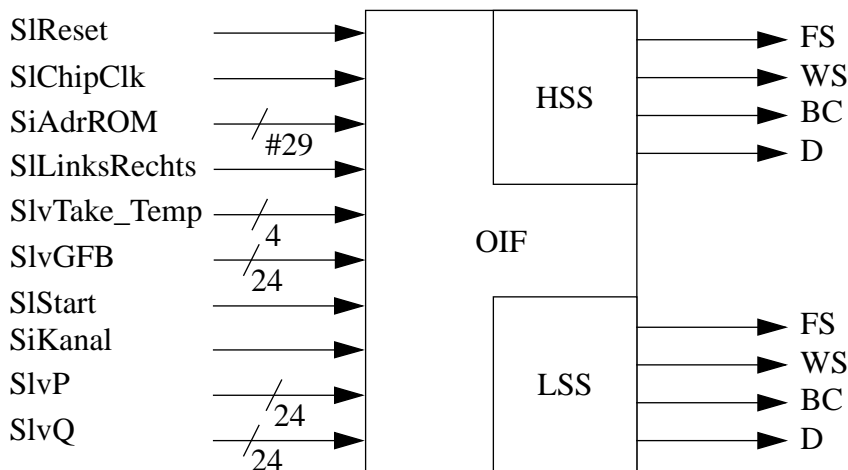 SlReset
SlChipClk
SiAdrROM
#29
SlLinksRechts
SlvTake_Temp
4
SlvGFB
24
SlStart
SiKanal
SlvP
24
SlvQ
24
OIF
HSS
FS
WS
BC
D
LSS
FS
WS
BC
D